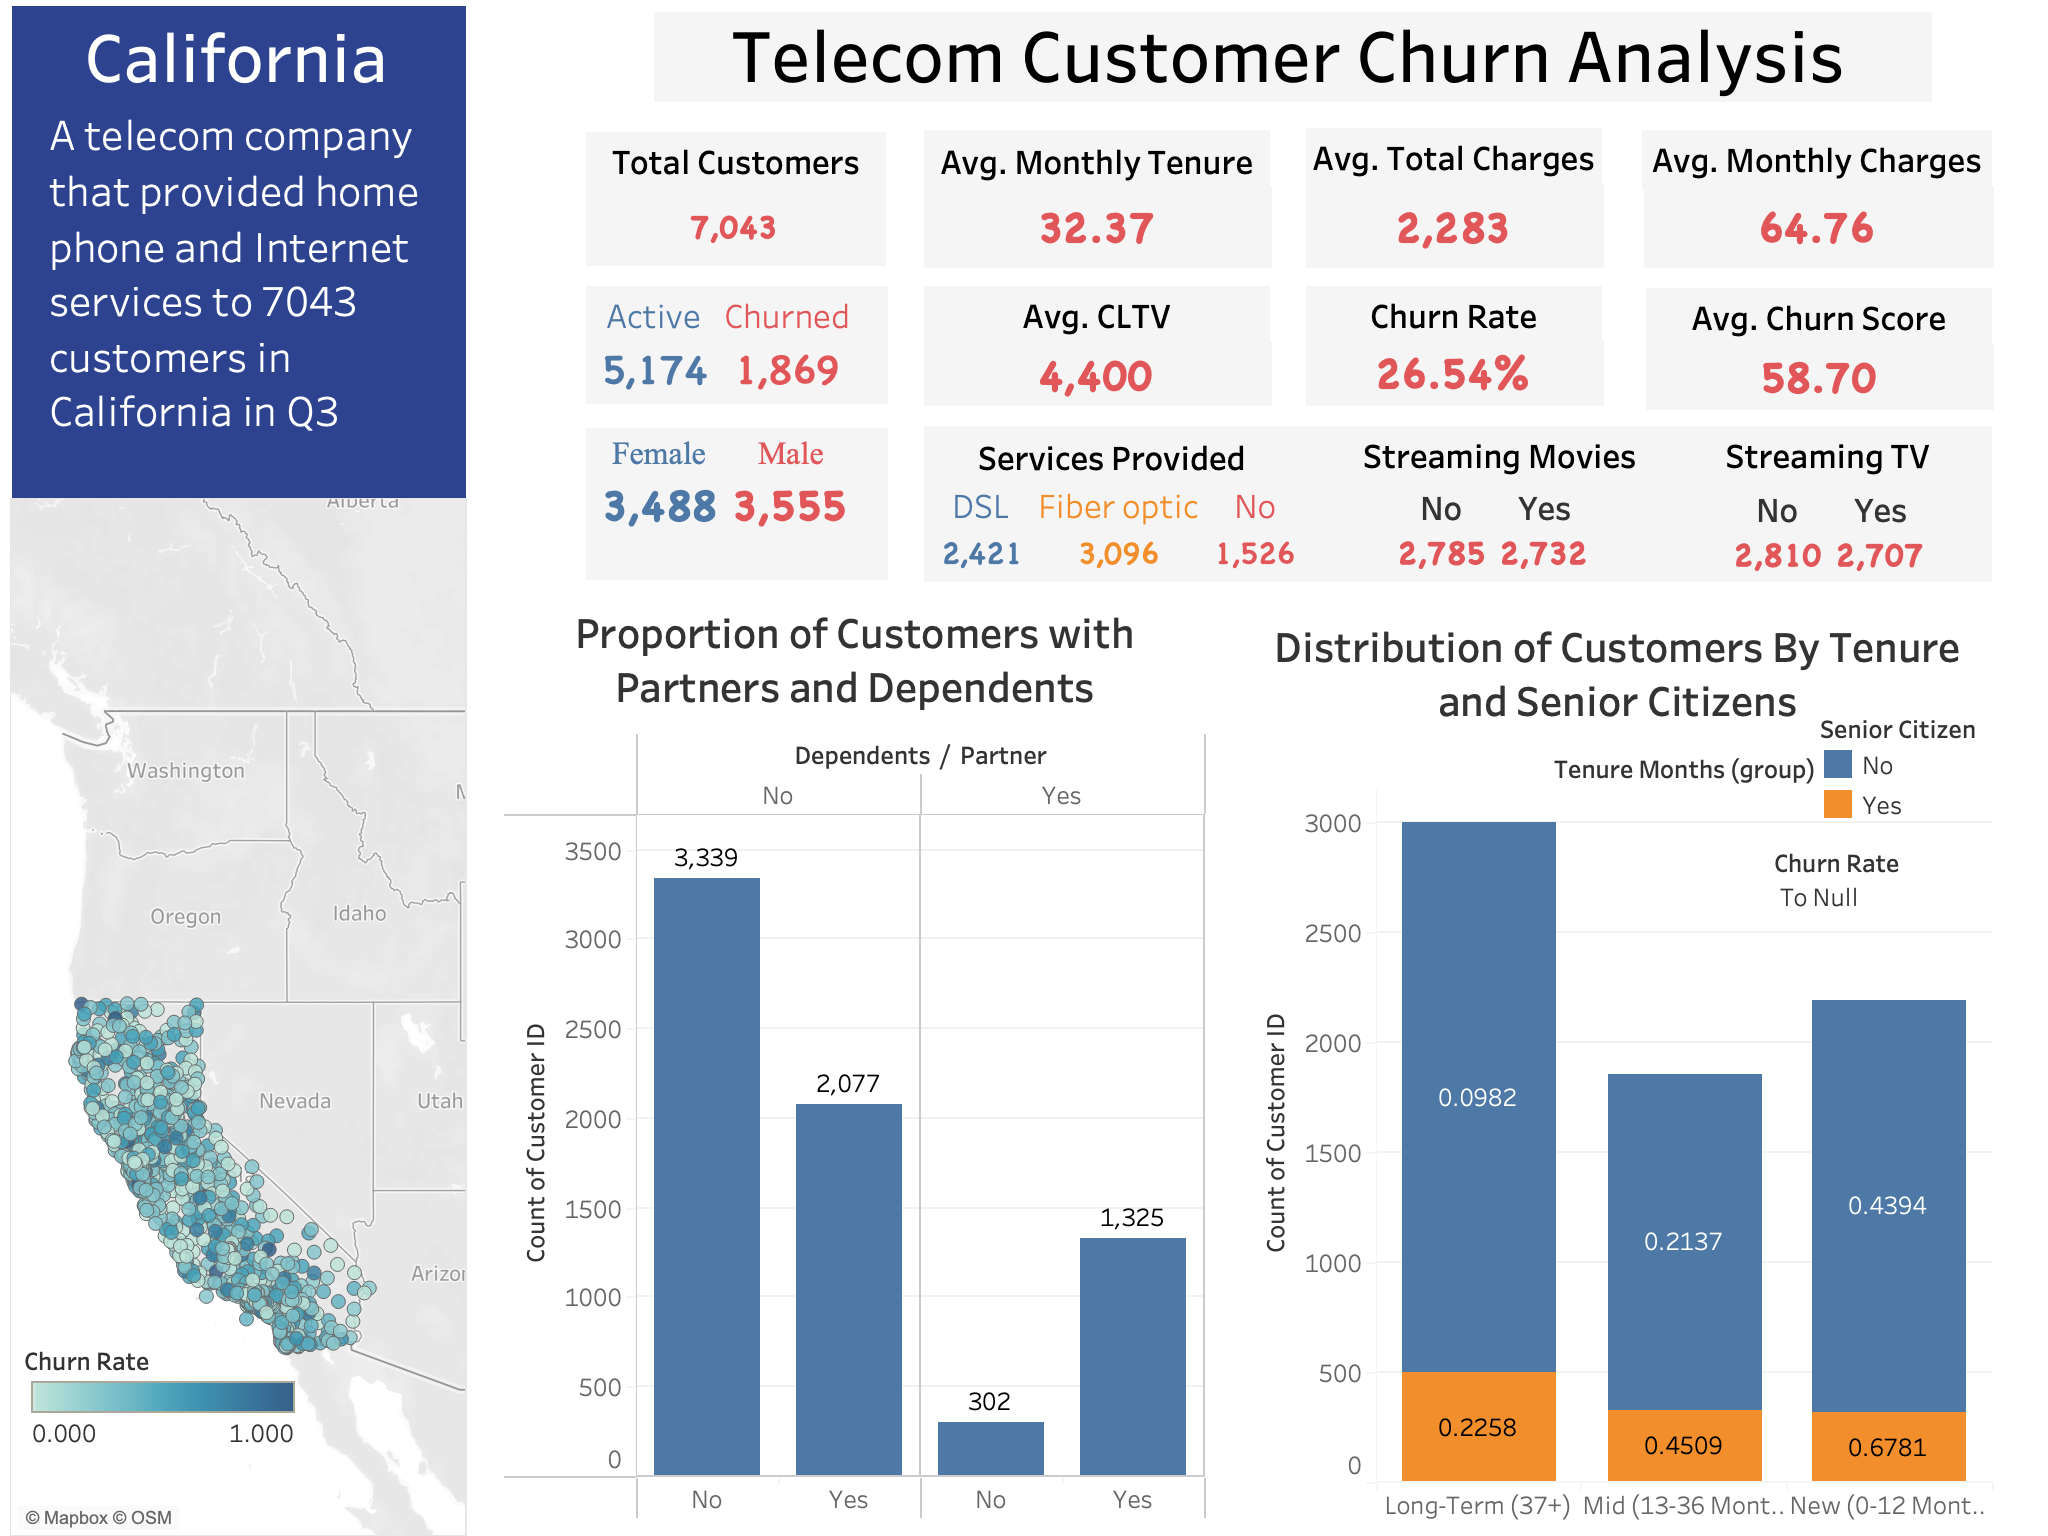 California
A telecom company
that provided home
phone and Internet
services to 7043
customers in
California in Q3
Telecom Customer Churn Analysis
Total Customers
7,043
Avg. Monthly Tenure
32.37
Avg. Total Charges
2,283
Avg. Monthly Charges
64.76
Active Churned
5,174 1,869
Avg. CLTV
4,400
Churn Rate
26.54%
Avg. Churn Score
58.70
Female Male
3,488 3,555
Services Provided
DSL Fiber optic No
2,421 3,096 1,526
Streaming Movies
No Yes
2,785 2,732
Streaming TV
No Yes
2,810 2,707
Alberta
Washington
M
Oregon
Idaho
Nevada
Utah
Arizor
Churn Rate
0.000 1.000
© Mapbox © OSM
Proportion of Customers with
Partners and Dependents
Dependents / Partner
No Yes
Count of Customer ID
3500
3000
2500
2000
1500
1000
500
0
3,339
2,077
302
1,325
No Yes No Yes
Distribution of Customers By Tenure
and Senior Citizens
Senior Citizen
No
Yes
Tenure Months (group)
Churn Rate
To Null
Count of Customer ID
3000
2500
2000
1500
1000
500
0
0.0982
0.2258
0.2137
0.4509
0.4394
0.6781
Long-Term (37+) Mid (13-36 Mont.. New (0-12 Mont..